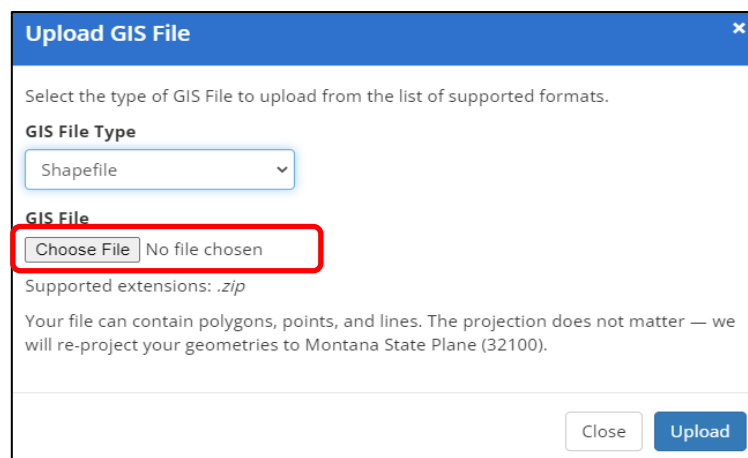 Upload GIS File ×
Select the type of GIS File to upload from the list of supported formats.
GIS File Type
Shapefile
GIS File
Choose File No file chosen
Supported extensions: .zip
Your file can contain polygons, points, and lines. The projection does not matter — we
will re-project your geometries to Montana State Plane (32100).
Close Upload